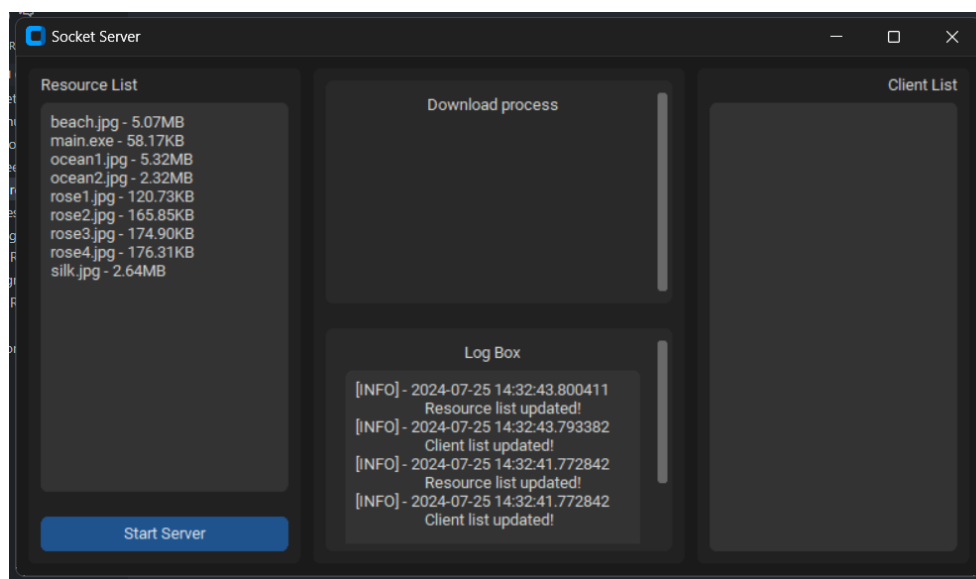 Socket Server
Resource List
beach.jpg - 5.07MB
main.exe - 58.17KB
ocean1.jpg - 5.32MB
ocean2.jpg - 2.32MB
rose1.jpg - 120.73KB
rose2.jpg - 165.85KB
rose3.jpg - 174.90KB
rose4.jpg - 176.31KB
silk.jpg - 2.64MB
Start Server
Download process
Log Box
[INFO] - 2024-07-25 14:32:43.800411
Resource list updated!
[INFO] - 2024-07-25 14:32:43.793382
Client list updated!
[INFO] - 2024-07-25 14:32:41.772842
Resource list updated!
[INFO] - 2024-07-25 14:32:41.772842
Client list updated!
Client List